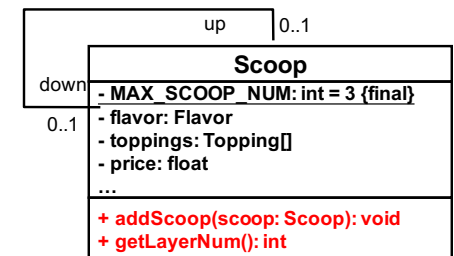 up 0..1
Scoop
down
- MAX_SCOOP_NUM: int = 3 {final}
0..1
- flavor: Flavor
- toppings: Topping[]
- price: float
...
+ addScoop(scoop: Scoop): void
+ getLayerNum(): int